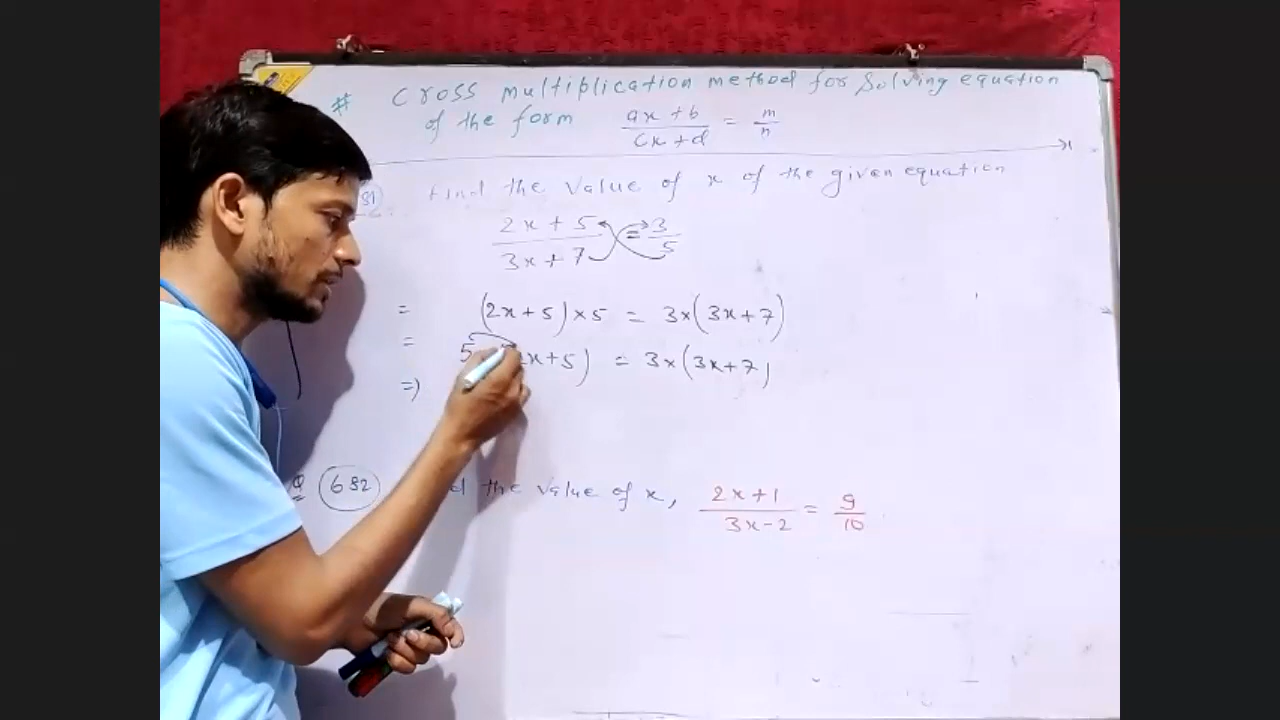 # Cross multiplication method for solving equation
of the form (ax+b)/(cx+d) = m/n
Find the value of x of the given equation
(2x+5)/(3x+7) = 3/5
= (2x+5)×5 = 3×(3x+7)
= 5 2x+5) = 3×(3x+7)
=)
Q 682 the value of x, (2x+1)/(3x-2) = 9/10